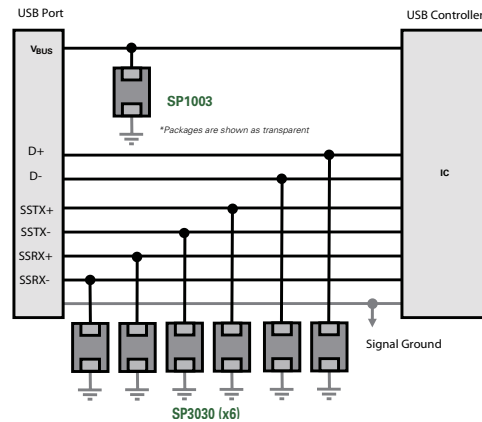 USB Port
USB Controller
VBUS
SP1003
*Packages are shown as transparent
D+
D-
IC
SSTX+
SSTX-
SSRX+
SSRX-
Signal Ground
SP3030 (x6)